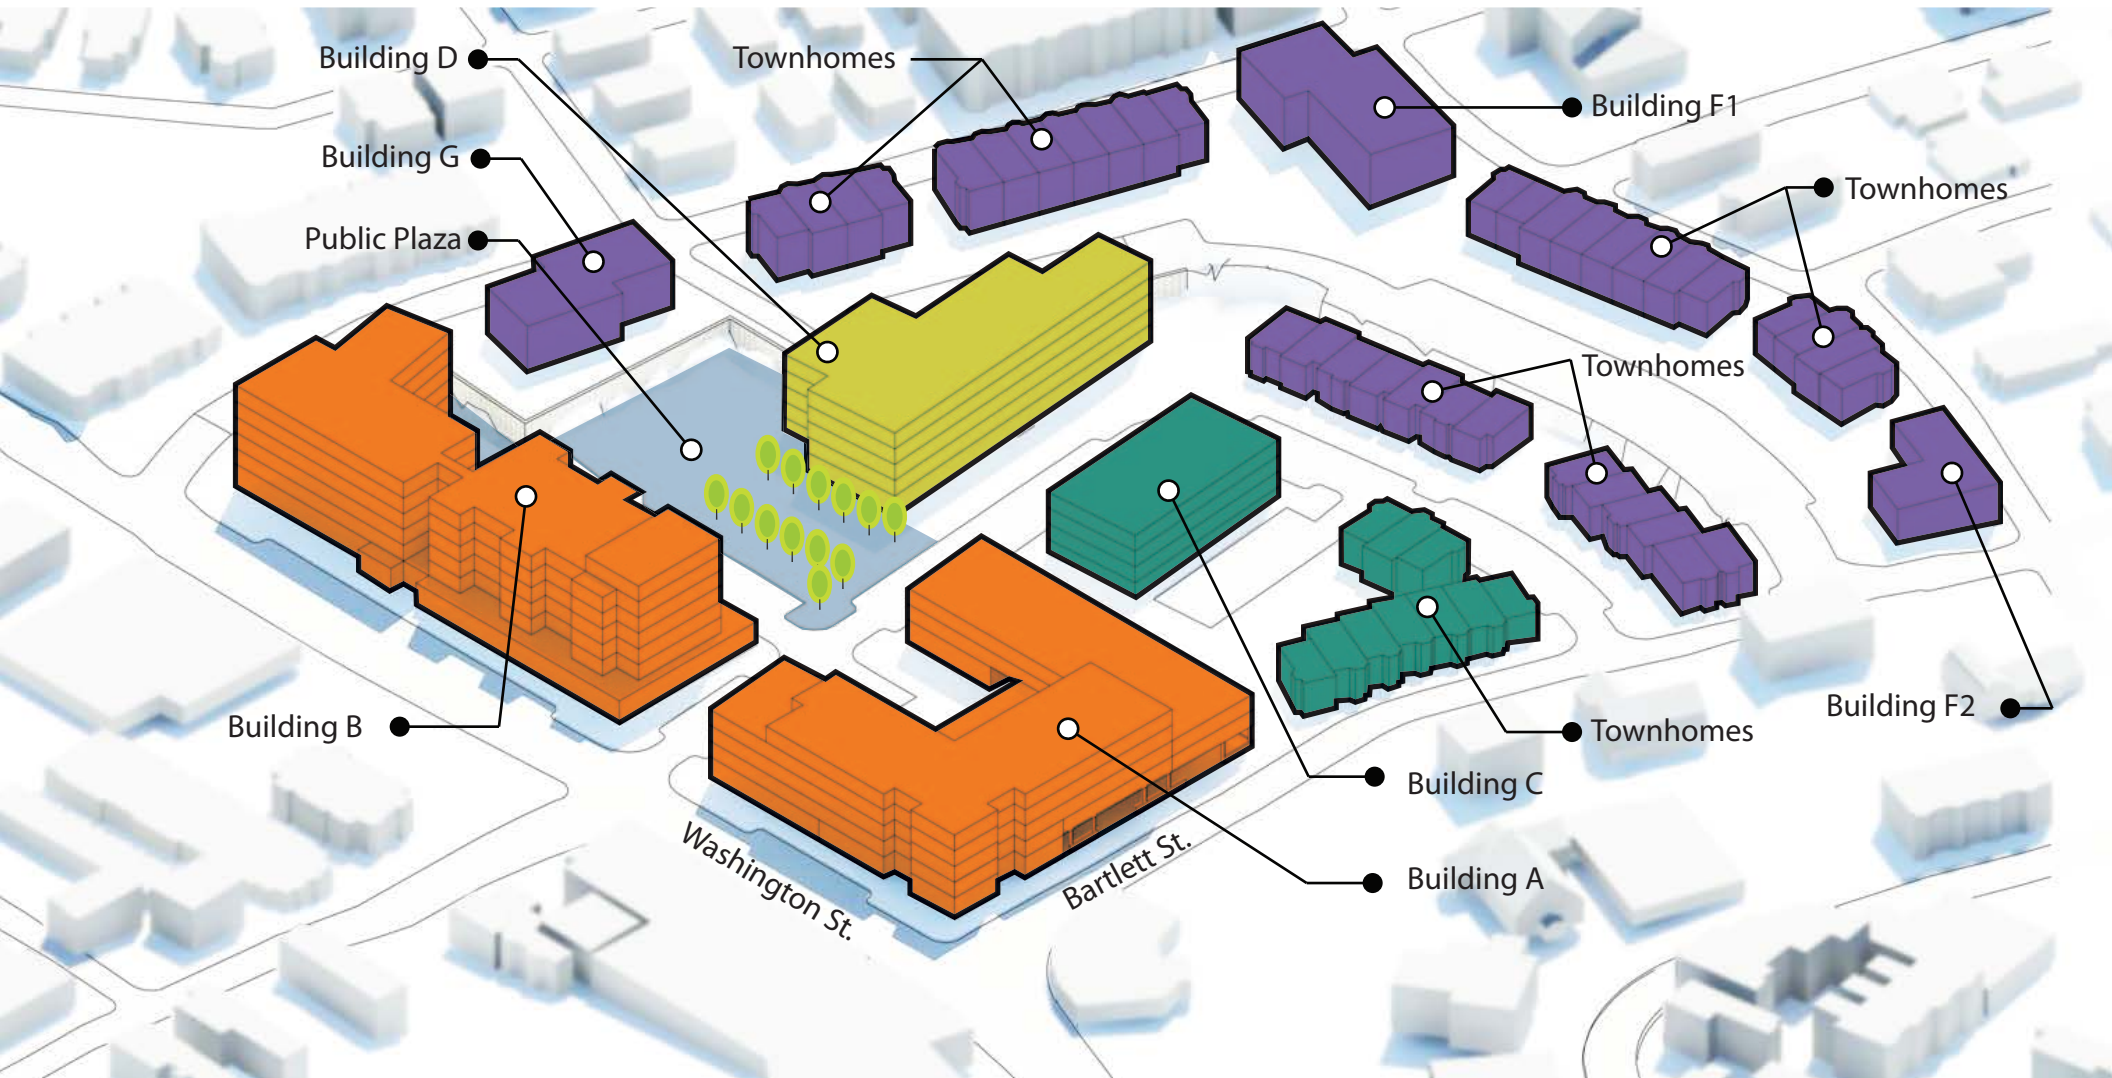 Building D
Townhomes
Building F1
Building G
Townhomes
Public Plaza
Townhomes
Building B
Building F2
Townhomes
Building C
Building A
Washington St.
Bartlett St.